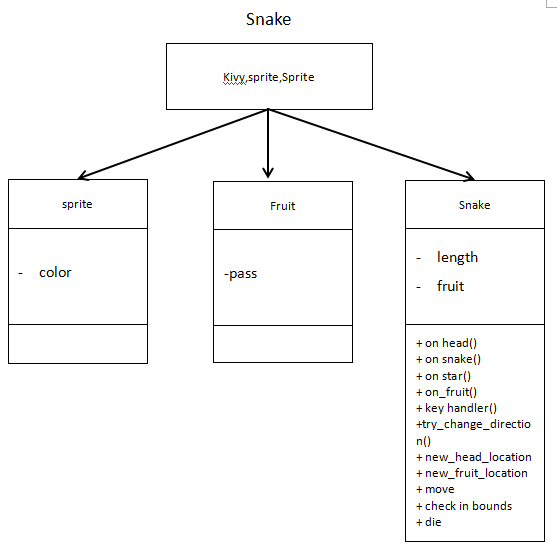 Snake
Kivy,sprite,Sprite
sprite
- color
Fruit
-pass
Snake
- length
- fruit
+ on head()
+ on snake()
+ on star()
+ on_fruit()
+ key handler()
+try_change_directio
n()
+ new_head_location
+ new_fruit_location
+ move
+ check in bounds
+ die